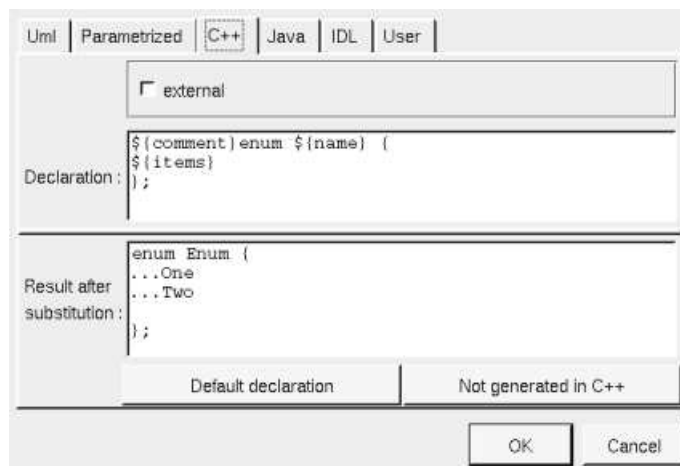 Uml Parametrized C++ Java IDL User
external
${comment}enum ${name} {
${items}
};
Declaration :
enum Enum {
...One
...Two
};
Result after
substitution :
Default declaration Not generated in C++
OK Cancel